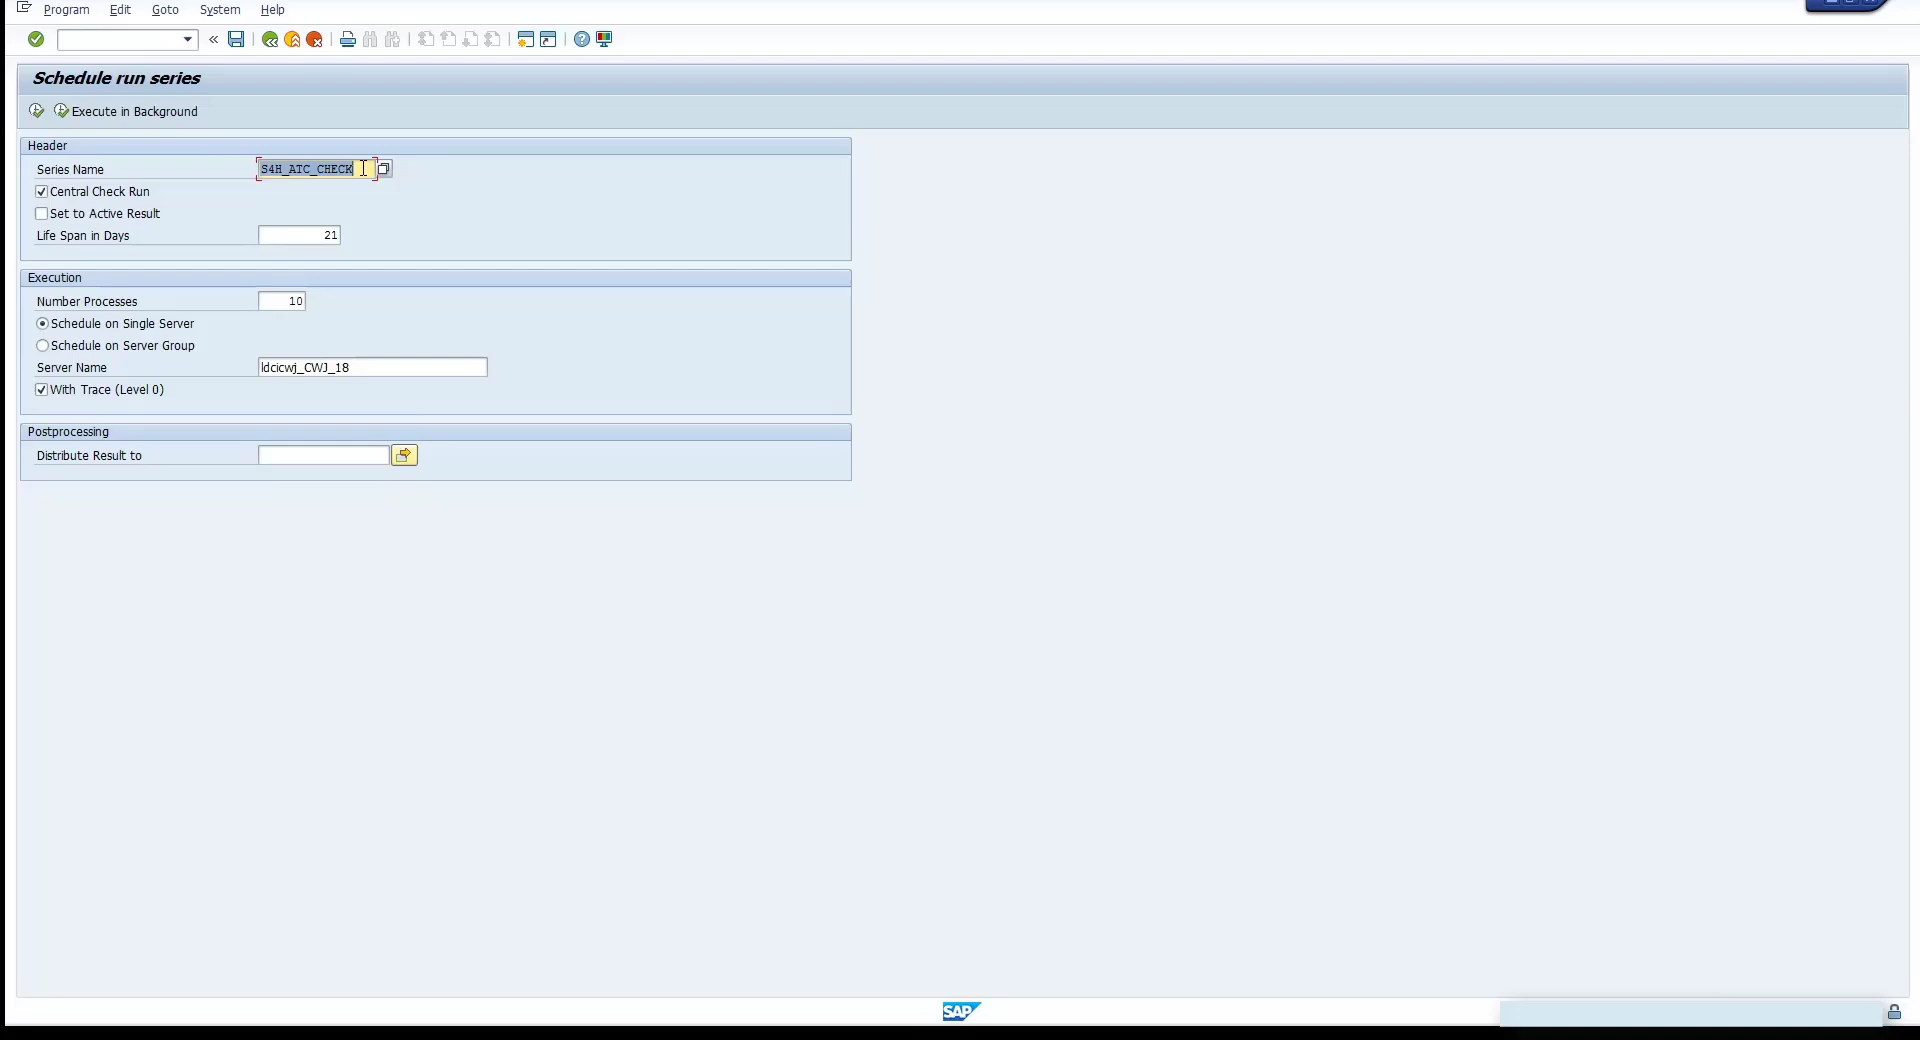 Program Edit Goto System Help
Schedule run series
Execute in Background
Header
Series Name S4H_ATC_CHECK
Central Check Run
Set to Active Result
Life Span in Days 21
Execution
Number Processes 10
Schedule on Single Server
Schedule on Server Group
Server Name ldcicwj_CWJ_18
With Trace (Level 0)
Postprocessing
Distribute Result to
SAP